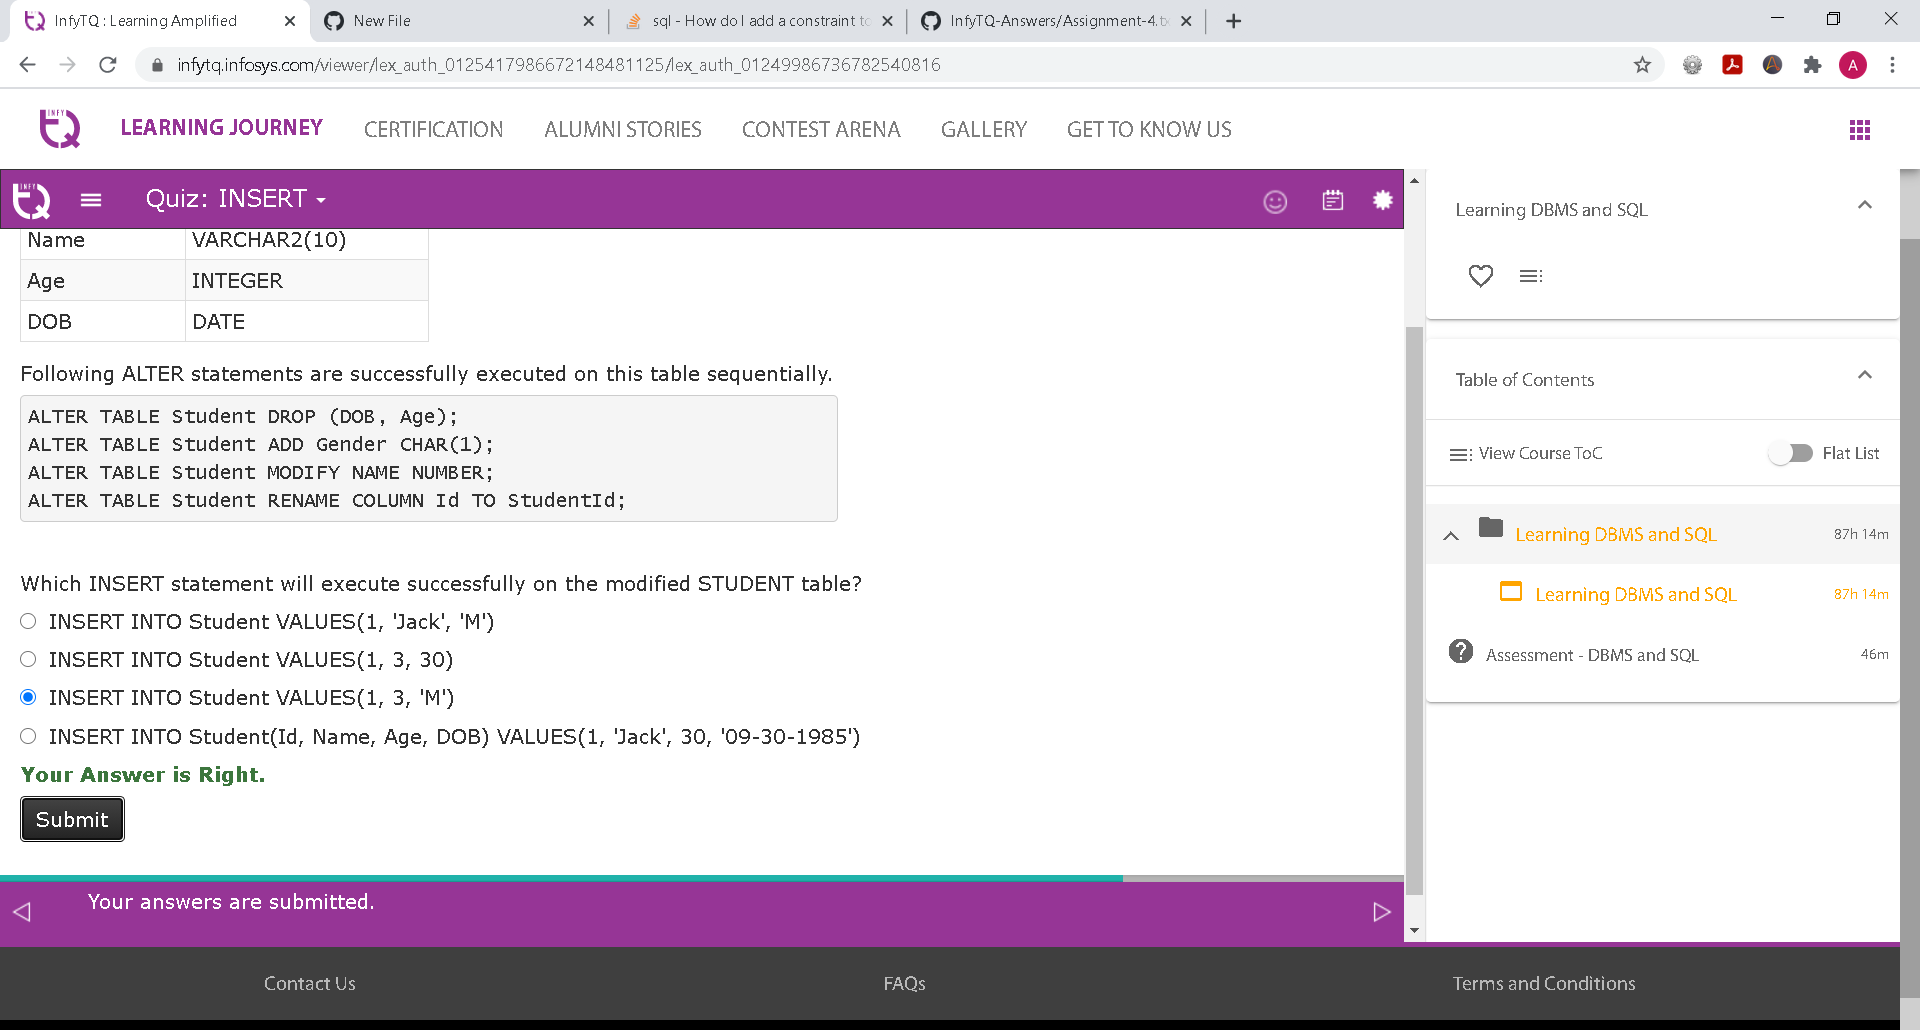 InfyTQ : Learning Amplified
New File
sql - How do I add a constraint to
InfyTQ-Answers/Assignment-4.tx
infytq.infosys.com/viewer/lex_auth_0125417986672148481125/lex_auth_01249986736782540816
A
INFY TQ
LEARNING JOURNEY
CERTIFICATION
ALUMNI STORIES
CONTEST ARENA
GALLERY
GET TO KNOW US
INFY TQ
Quiz: INSERT
Name VARCHAR2(10)
Age INTEGER
DOB DATE
Following ALTER statements are successfully executed on this table sequentially.
ALTER TABLE Student DROP (DOB, Age);
ALTER TABLE Student ADD Gender CHAR(1);
ALTER TABLE Student MODIFY NAME NUMBER;
ALTER TABLE Student RENAME COLUMN Id TO StudentId;
Which INSERT statement will execute successfully on the modified STUDENT table?
INSERT INTO Student VALUES(1, 'Jack', 'M')
INSERT INTO Student VALUES(1, 3, 30)
INSERT INTO Student VALUES(1, 3, 'M')
INSERT INTO Student(Id, Name, Age, DOB) VALUES(1, 'Jack', 30, '09-30-1985')
Your Answer is Right.
Submit
Your answers are submitted.
Learning DBMS and SQL
Table of Contents
View Course ToC
Flat List
Learning DBMS and SQL 87h 14m
Learning DBMS and SQL 87h 14m
Assessment - DBMS and SQL 46m
Contact Us
FAQs
Terms and Conditions